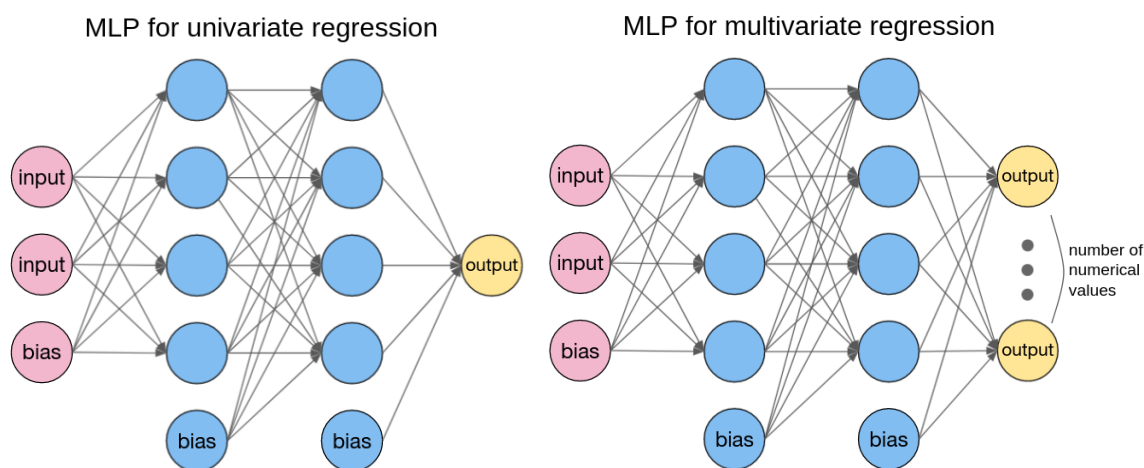 MLP for univariate regression
input
input
bias
bias
bias
output
MLP for multivariate regression
input
input
bias
bias
bias
output
output
number of
numerical
values